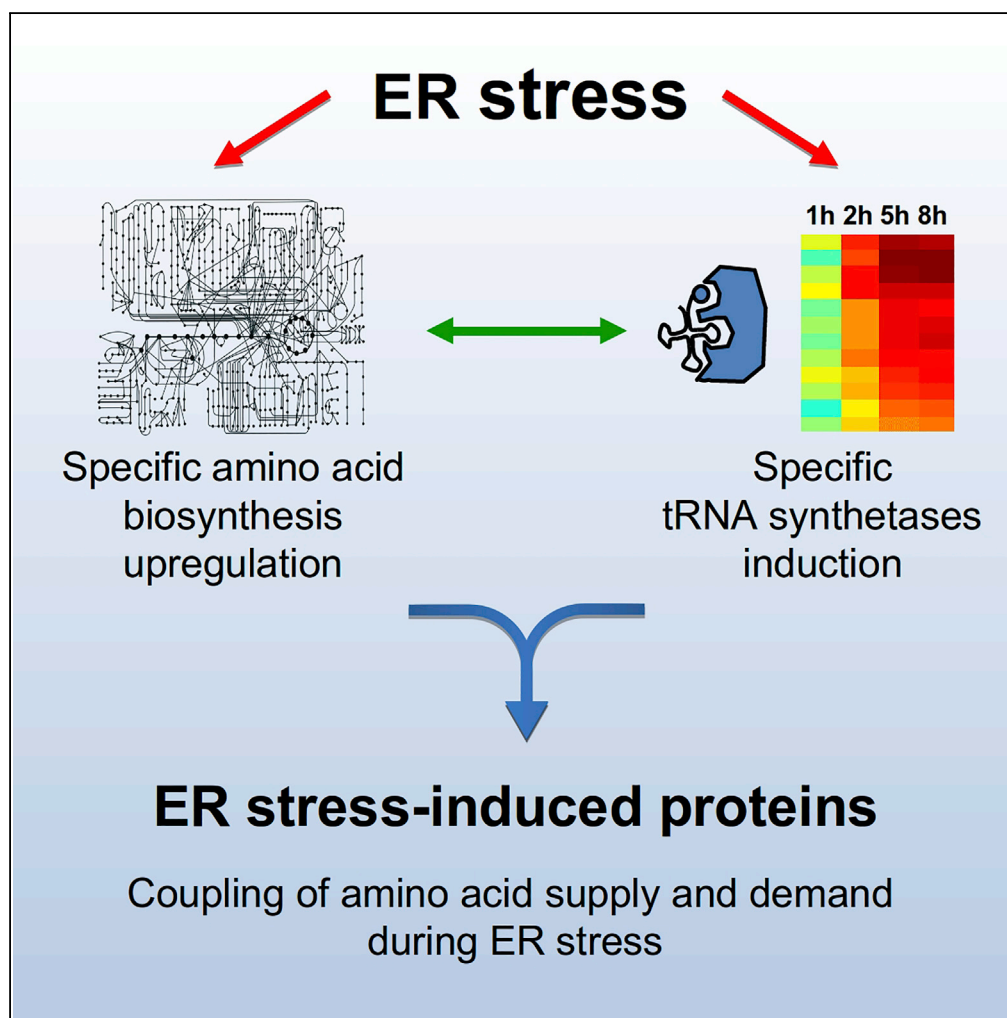 ER stress
1h 2h 5h 8h
Specific amino acid
biosynthesis
upregulation
Specific
tRNA synthetases
induction
ER stress-induced proteins
Coupling of amino acid supply and demand
during ER stress